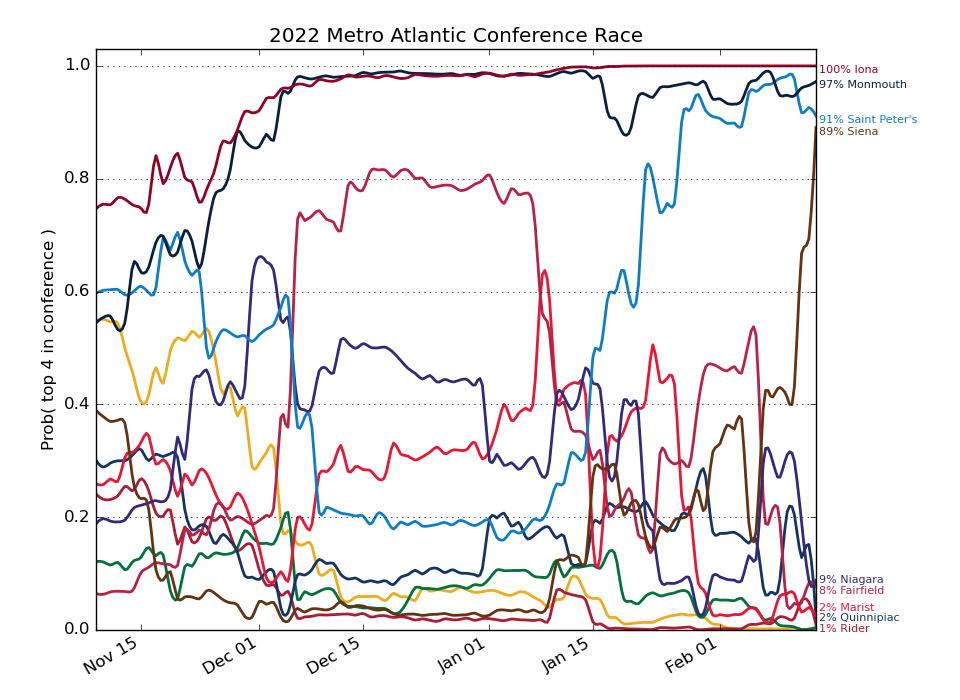 2022 Metro Atlantic Conference Race
Prob( top 4 in conference )
1.0
0.8
0.6
0.4
0.2
0.0
Nov 15
Dec 01
Dec 15
Jan 01
Jan 15
Feb 01
100% Iona
97% Monmouth
91% Saint Peter's
89% Siena
9% Niagara
8% Fairfield
2% Marist
2% Quinnipiac
1% Rider